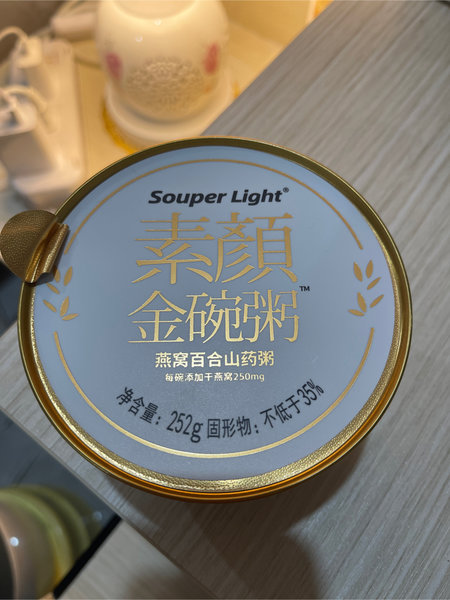 Souper Light®
素顔
金碗粥™
燕窝百合山药粥
每碗添加干燕窝250mg
净含量：252g 固形物：不低于35%